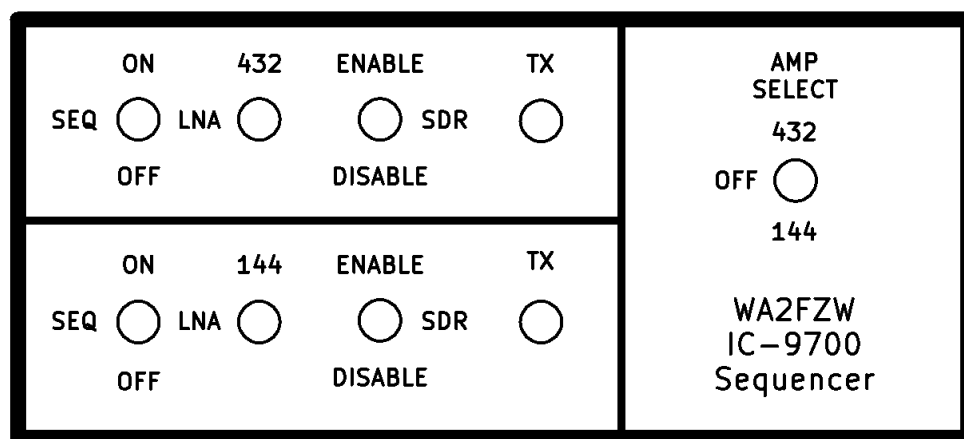 ON 432 ENABLE TX
SEQ LNA SDR
OFF DISABLE
ON 144 ENABLE TX
SEQ LNA SDR
OFF DISABLE
AMP
SELECT
432
OFF
144
WA2FZW
IC-9700
Sequencer